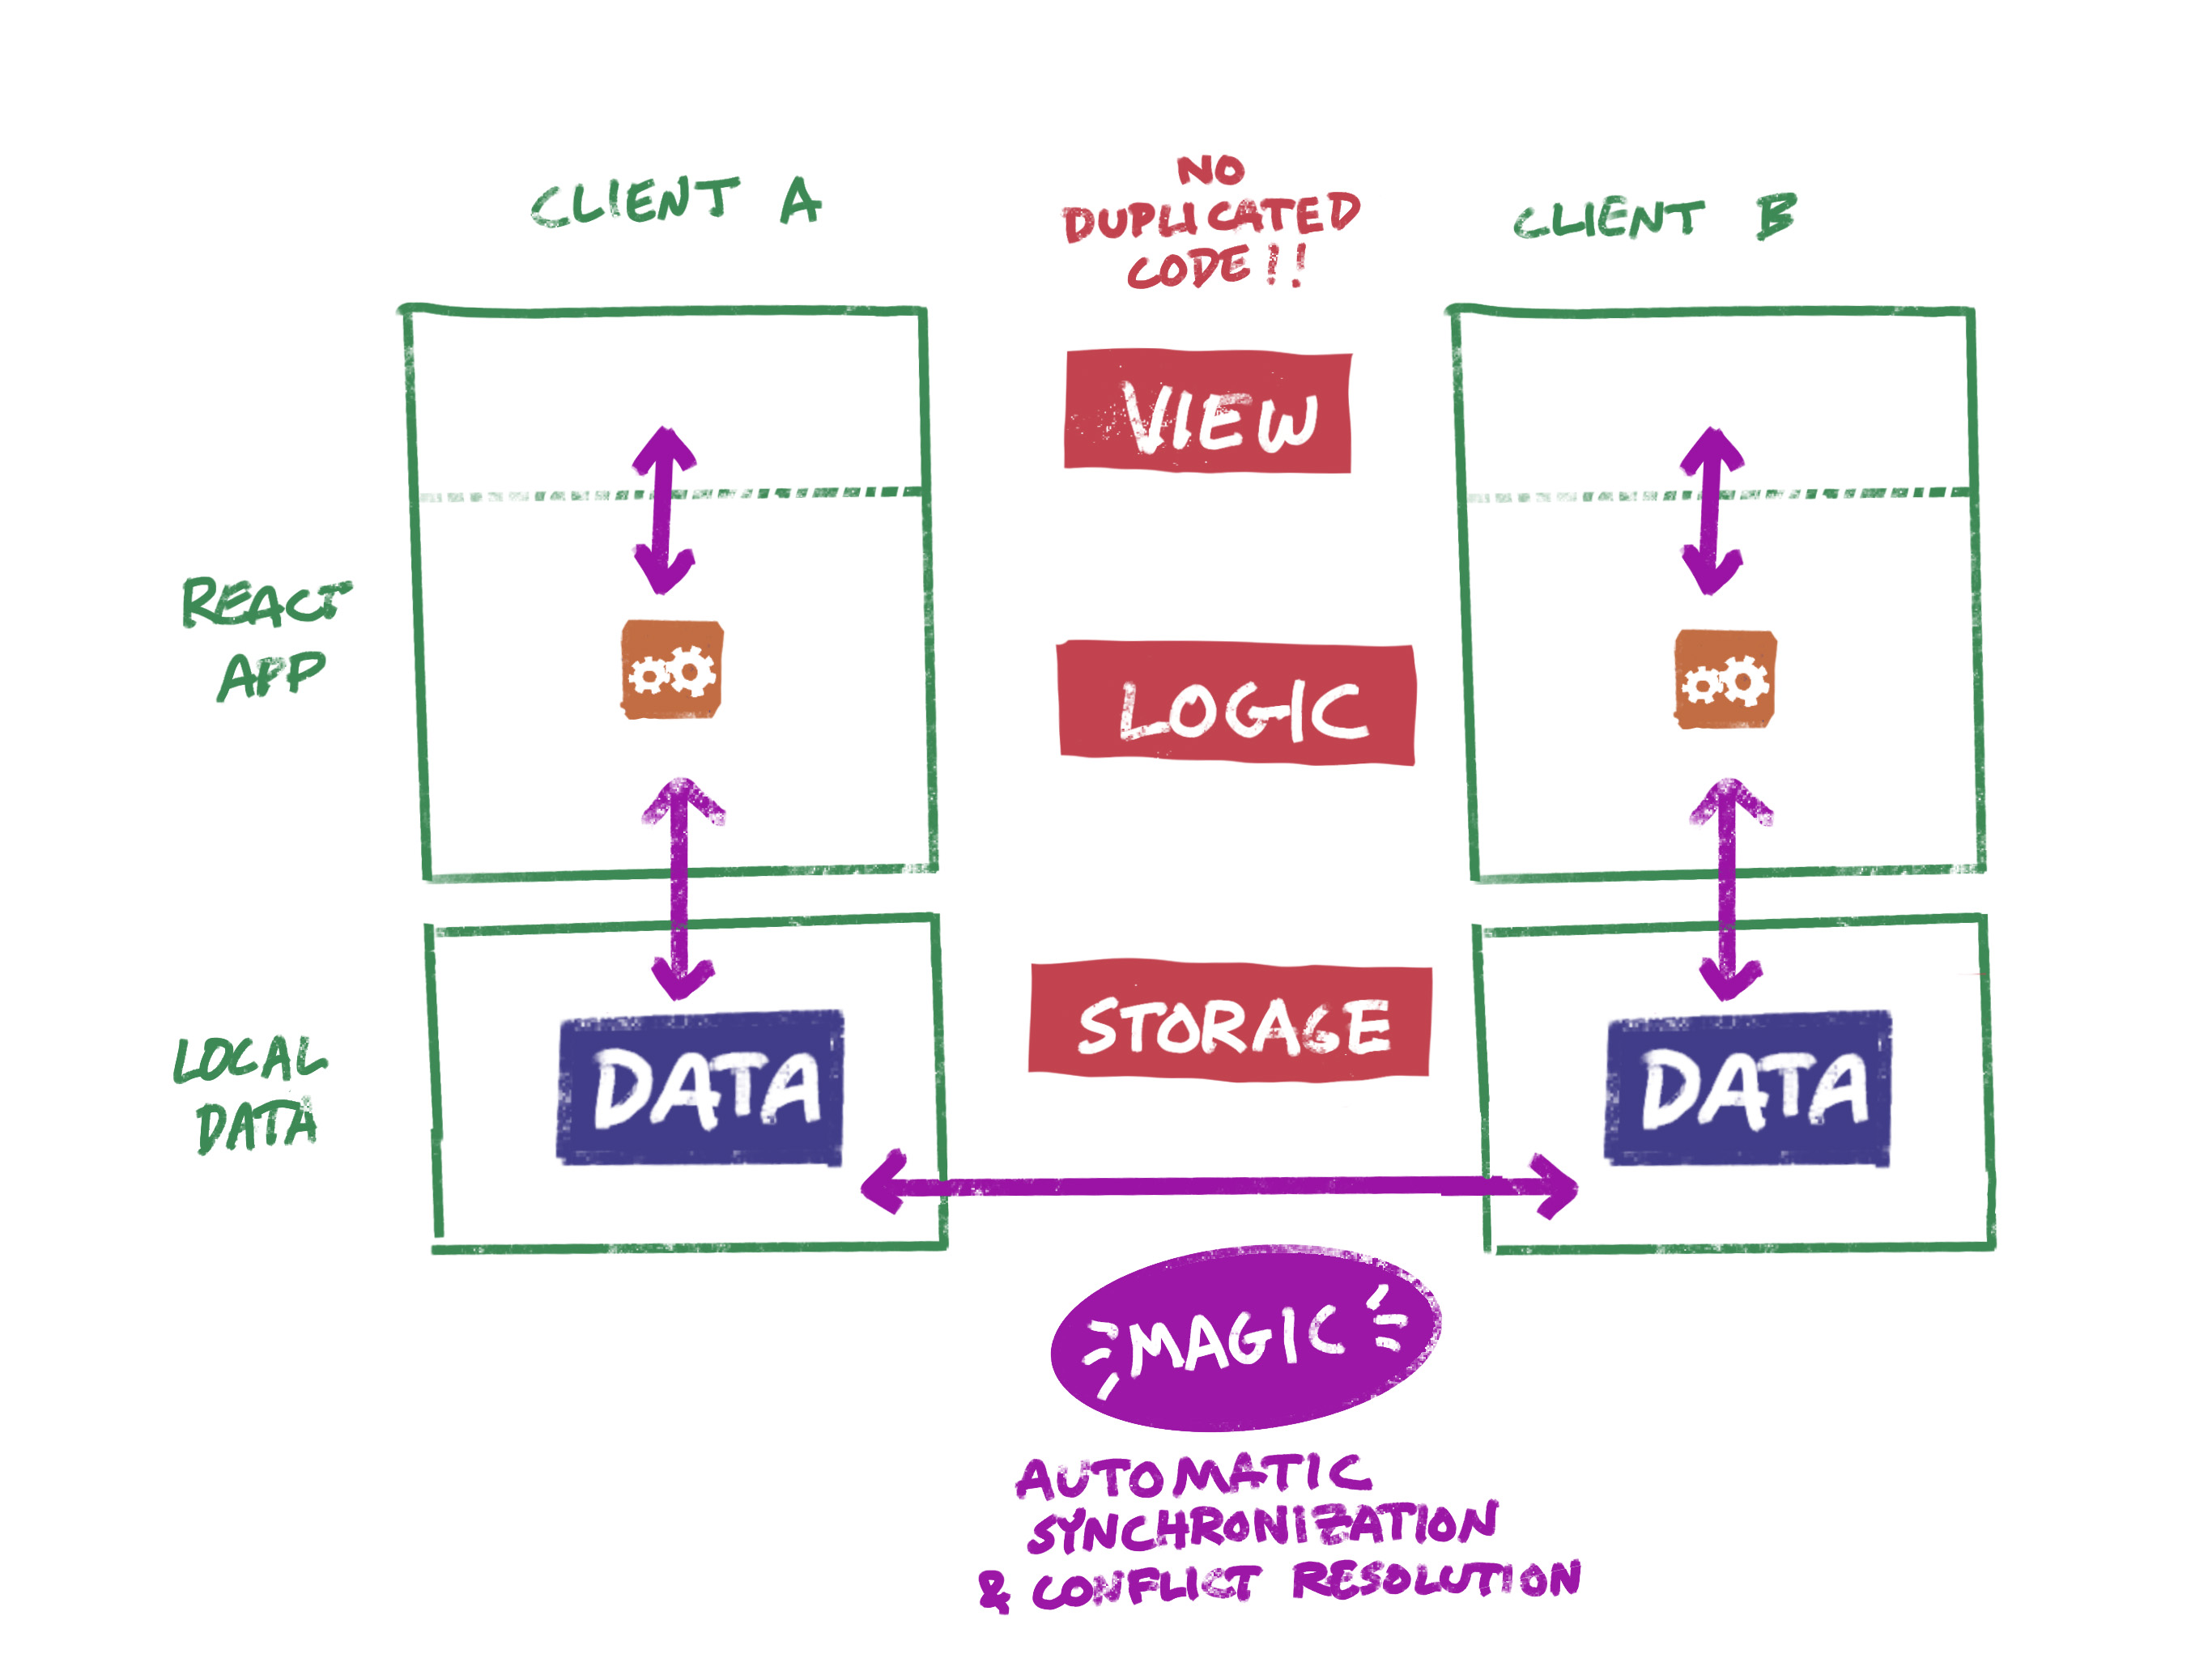 CLIENT A
NO
DUPLICATED
CODE!!
CLIENT B
VIEW
REACT
APP
LOGIC
STORAGE
LOCAL
DATA
DATA
DATA
MAGIC
AUTOMATIC
SYNCHRONIZATION
& CONFLICT RESOLUTION